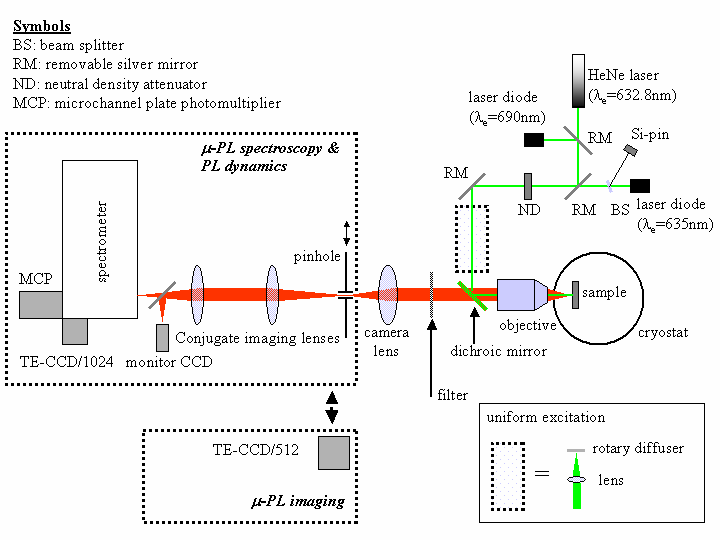 Symbols
BS: beam splitter
RM: removable silver mirror
ND: neutral density attenuator
MCP: microchannel plate photomultiplier
HeNe laser
(λe=632.8nm)
laser diode
(λe=690nm)
RM
Si-pin
RM
ND
RM
BS
laser diode
(λe=635nm)
μ-PL spectroscopy &
PL dynamics
spectrometer
pinhole
MCP
sample
Conjugate imaging lenses
camera
lens
objective
cryostat
dichroic mirror
TE-CCD/1024
monitor CCD
filter
TE-CCD/512
μ-PL imaging
uniform excitation
=
rotary diffuser
lens